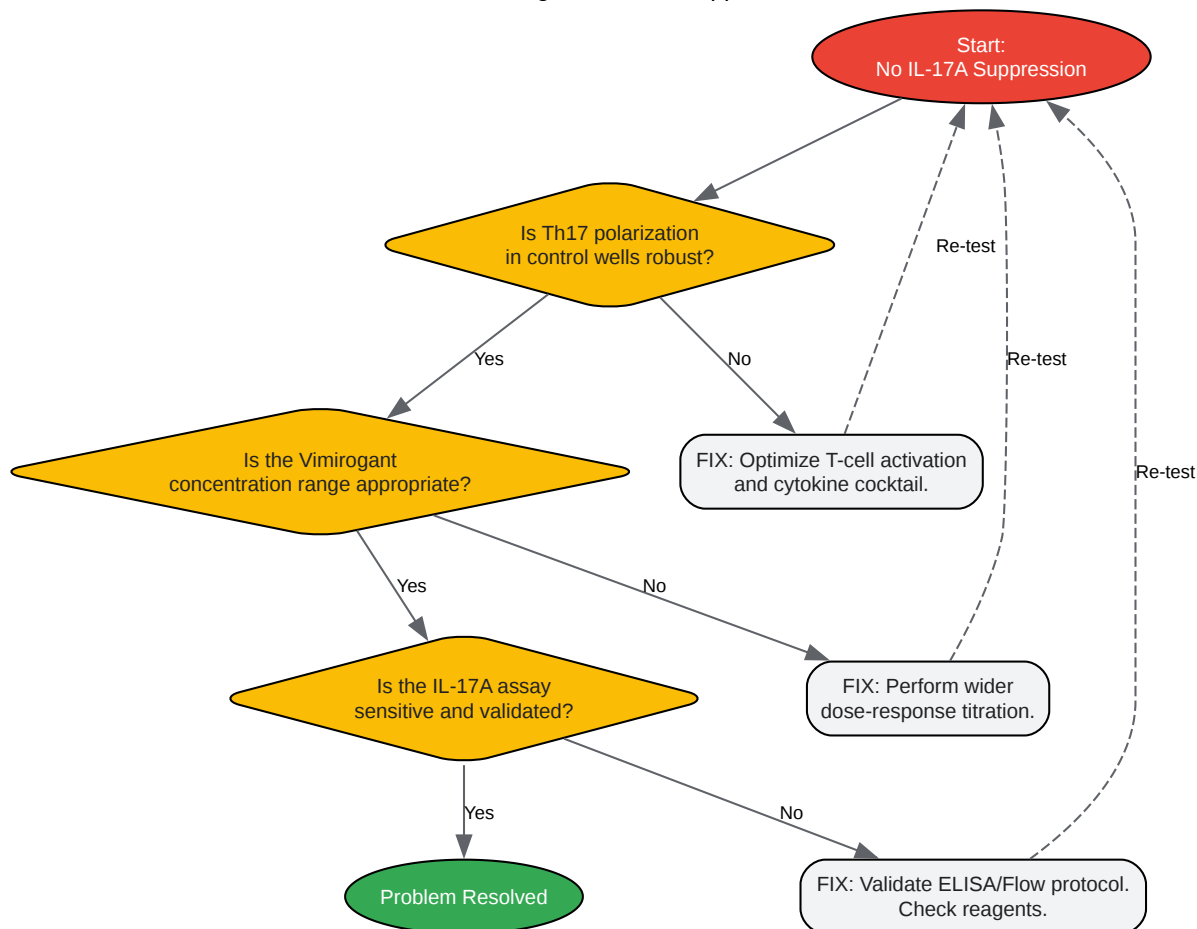 Start:
No IL-17A Suppression
Is Th17 polarization
in control wells robust?
Re-test
Yes
No
Re-test
Is the Vimirogant
concentration range appropriate?
FIX: Optimize T-cell activation
and cytokine cocktail.
Re-test
Yes
No
Is the IL-17A assay
sensitive and validated?
FIX: Perform wider
dose-response titration.
Yes
No
Problem Resolved
FIX: Validate ELISA/Flow protocol.
Check reagents.